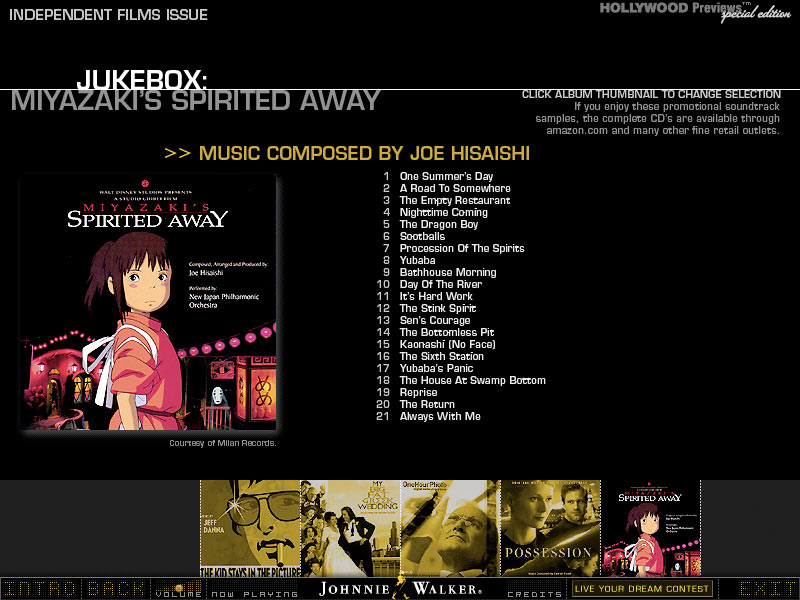 INDEPENDENT FILMS ISSUE
HOLLYWOOD Previews™
special edition
JUKEBOX:
MIYAZAKI'S SPIRITED AWAY
CLICK ALBUM THUMBNAIL TO CHANGE SELECTION
If you enjoy these promotional soundtrack
samples, the complete CD's are available through
amazon.com and many other fine retail outlets.
>> MUSIC COMPOSED BY JOE HISAISHI
WALT DISNEY STUDIOS PRESENTS
A STUDIO GHIBLI FILM
MIYAZAKI'S
SPIRITED AWAY
Composed, Arranged and Produced by:
Joe Hisaishi
Performed by:
New Japan Philharmonic
Orchestra
Courtesy of Milan Records.
1 One Summer's Day
2 A Road To Somewhere
3 The Empty Restaurant
4 Nighttime Coming
5 The Dragon Boy
6 Sootballs
7 Procession Of The Spirits
8 Yubaba
9 Bathhouse Morning
10 Day Of The River
11 It's Hard Work
12 The Stink Spirit
13 Sen's Courage
14 The Bottomless Pit
15 Kaonashi (No Face)
16 The Sixth Station
17 Yubaba's Panic
18 The House At Swamp Bottom
19 Reprise
20 The Return
21 Always With Me
JEFF
DANNA
THE KID STAYS IN THE PICTURE
MY
BIG
FAT
GREEK
WEDDING
One Hour Photo
POSSESSION
MIYAZAKI'S
SPIRITED AWAY
INTRO BACK VOLUME NOW PLAYING JOHNNIE WALKER. CREDITS LIVE YOUR DREAM CONTEST EXIT